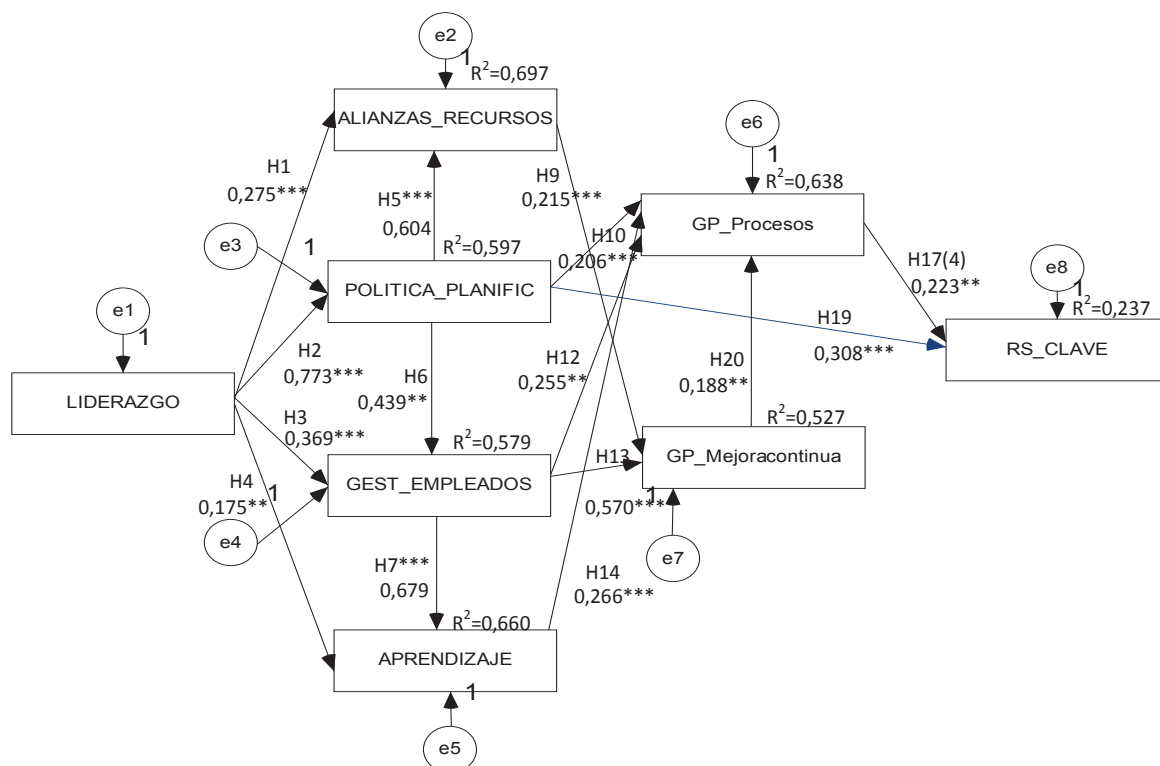 e2
1
R²=0,697
ALIANZAS_RECURSOS
e6
1
R²=0,638
GP_Procesos
H1
0,275***
H5***
0,604
H9
0,215***
e3
1
R²=0,597
POLITICA_PLANIFIC
H10
0,206***
H17(4)
0,223**
e8
1
R²=0,237
RS_CLAVE
e1
1
LIDERAZGO
H2
0,773***
H6
0,439**
H12
0,255**
H19
0,308***
H20
0,188**
H3
0,369***
R²=0,579
GEST_EMPLEADOS
H13
0,570***
R²=0,527
GP_Mejoracontinua
1
e7
H4
0,175**
1
e4
H7***
0,679
H14
0,266***
R²=0,660
APRENDIZAJE
1
e5